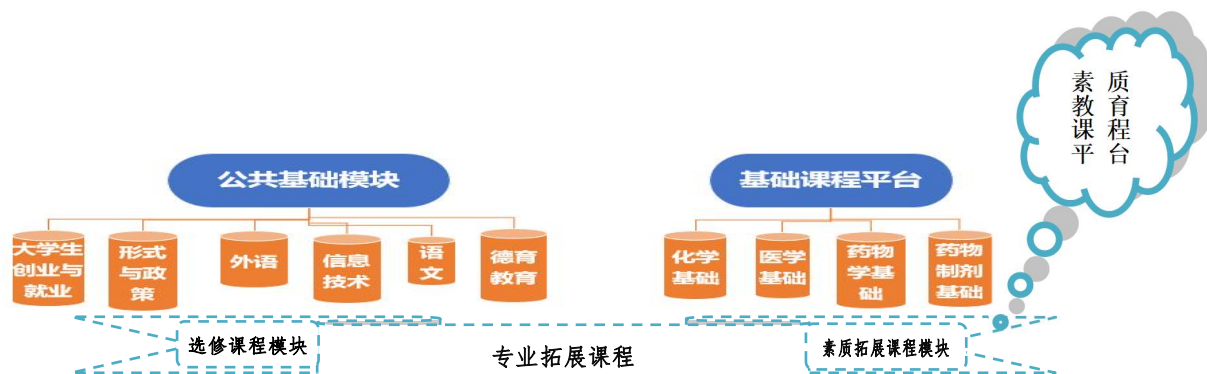 素质
教育
课程
平台
公共基础模块
基础课程平台
大学生
创业与
就业
形式
与政
策
外语
信息
技术
语
文
德育
教育
化学
基础
医学
基础
药物
学基
础
药物
制剂
基础
选修课程模块
专业拓展课程
素质拓展课程模块